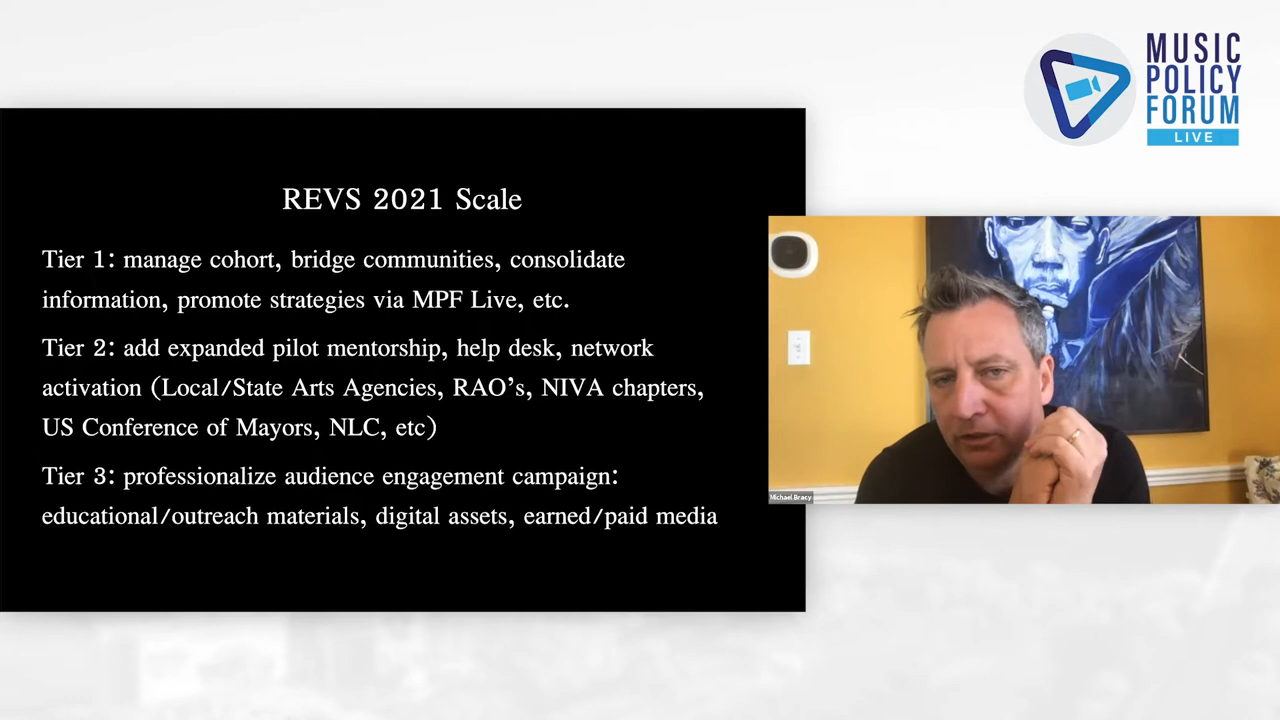 MUSIC
POLICY
FORUM
LIVE
REVS 2021 Scale
Tier 1: manage cohort, bridge communities, consolidate
information, promote strategies via MPF Live, etc.
Tier 2: add expanded pilot mentorship, help desk, network
activation (Local/State Arts Agencies, RAO's, NIVA chapters,
US Conference of Mayors, NLC, etc)
Tier 3: professionalize audience engagement campaign:
educational/outreach materials, digital assets, earned/paid media
Michael Bracy